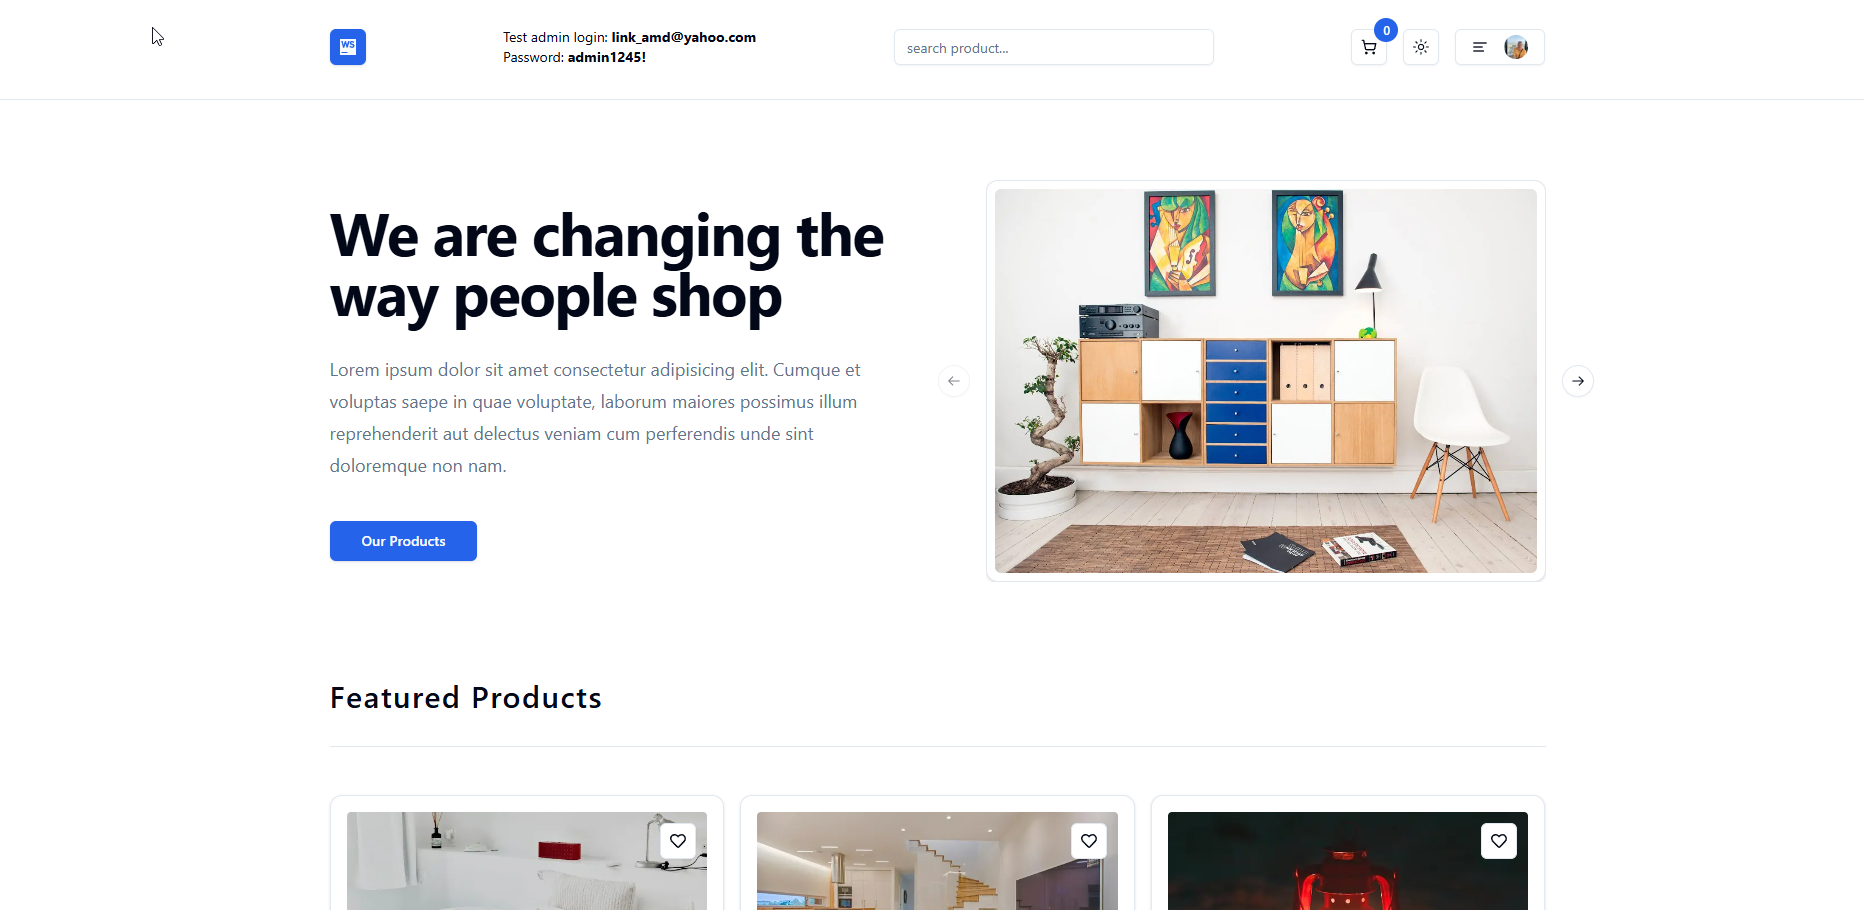 WS
Test admin login: link_amd@yahoo.com
Password: admin1245!
search product...
0
We are changing the
way people shop
Lorem ipsum dolor sit amet consectetur adipisicing elit. Cumque et
voluptas saepe in quae voluptate, laborum maiores possimus illum
reprehenderit aut delectus veniam cum perferendis unde sint
doloremque non nam.
Our Products
Featured Products